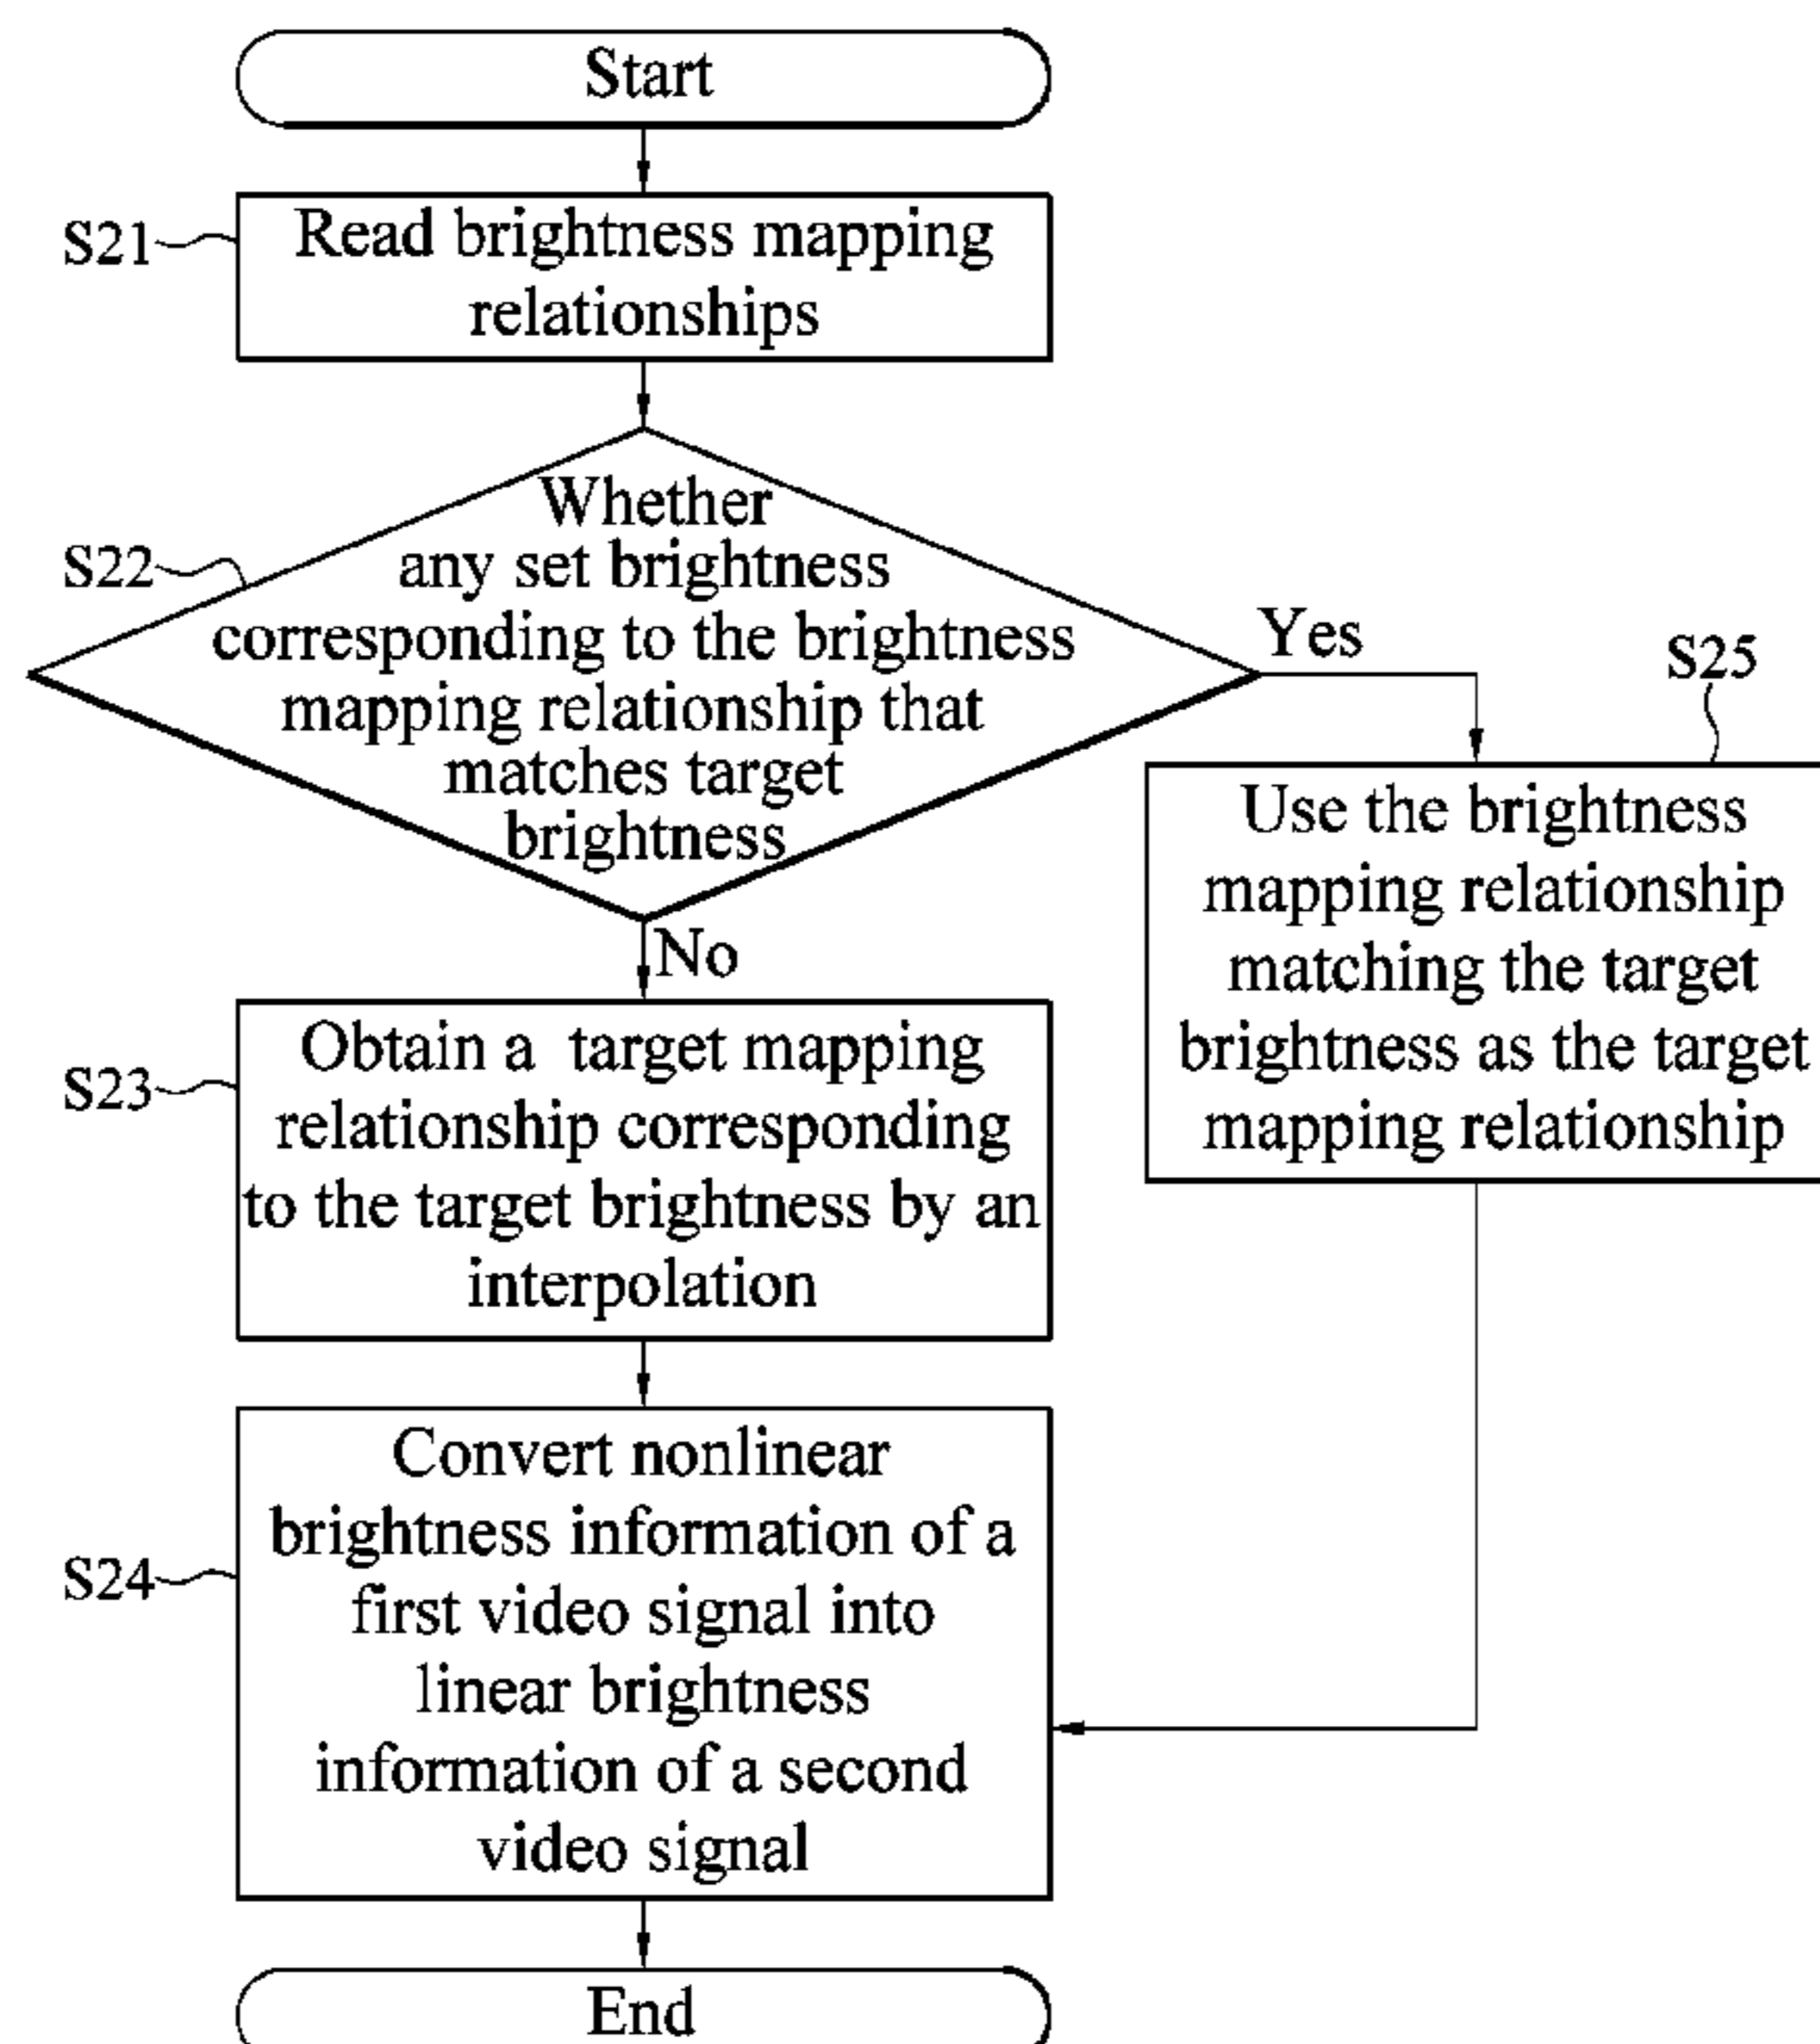 Start
S21
Read brightness mapping
relationships
S22
Whether
any set brightness
corresponding to the brightness
mapping relationship that
matches target
brightness
Yes
S25
Use the brightness
mapping relationship
matching the target
brightness as the target
mapping relationship
No
S23
Obtain a target mapping
relationship corresponding
to the target brightness by an
interpolation
S24
Convert nonlinear
brightness information of a
first video signal into
linear brightness
information of a second
video signal
End